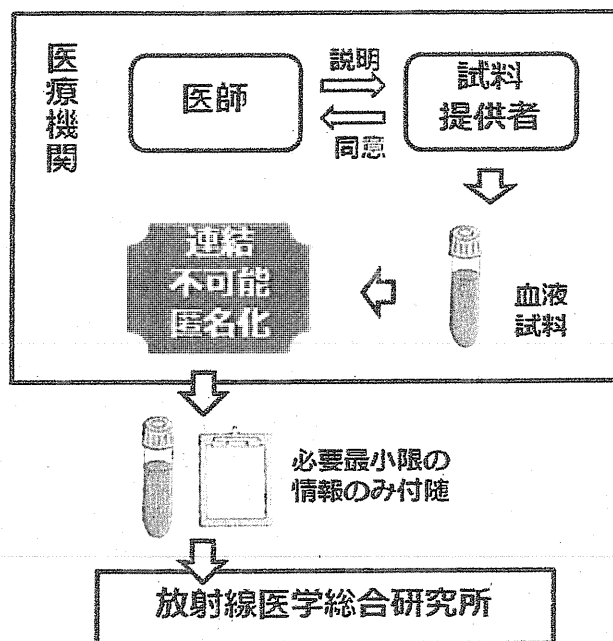 医療機関
医師
説明
同意
試料
提供者
血液
試料
連結
不可能
匿名化
必要最小限の
情報のみ付随
放射線医学総合研究所